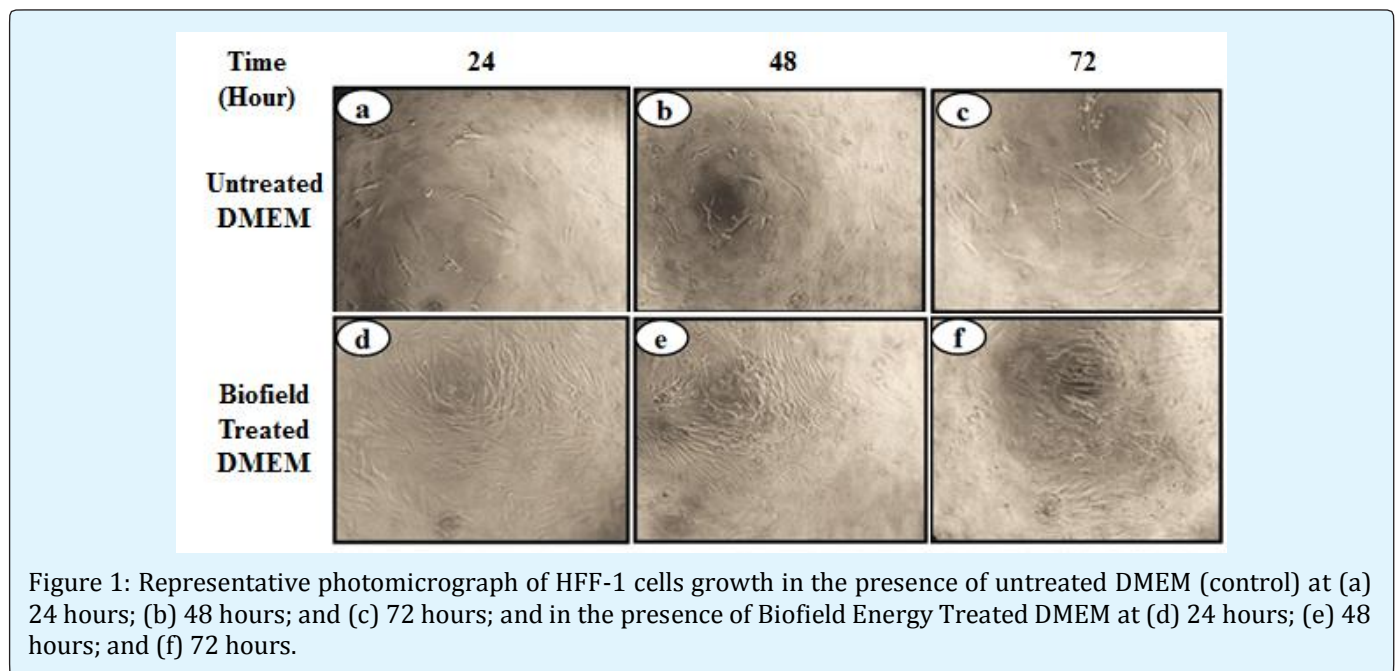 Time
(Hour)
24
48
72
a
b
c
Untreated
DMEM
d
e
f
Biofield
Treated
DMEM
Figure 1: Representative photomicrograph of HFF-1 cells growth in the presence of untreated DMEM (control) at (a)
24 hours; (b) 48 hours; and (c) 72 hours; and in the presence of Biofield Energy Treated DMEM at (d) 24 hours; (e) 48
hours; and (f) 72 hours.